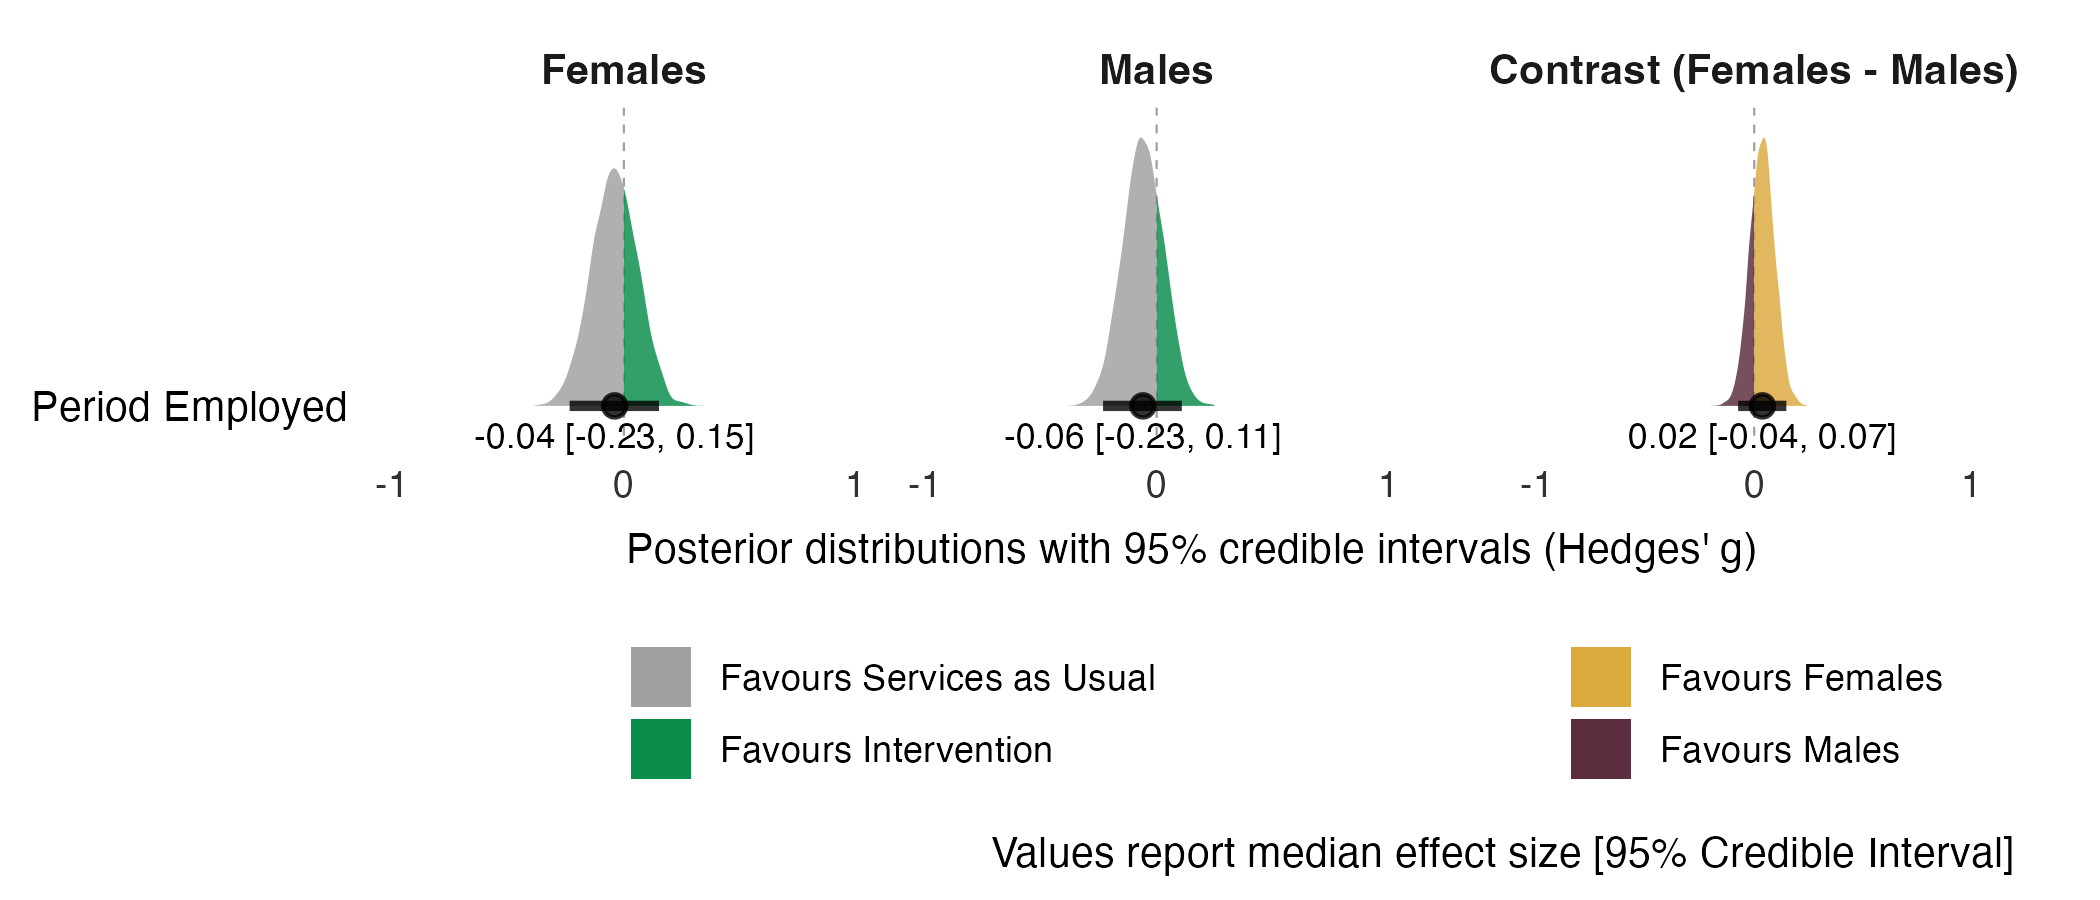 Females Males Contrast (Females - Males)
Period Employed
-0.04 [-0.23, 0.15] -0.06 [-0.23, 0.11] 0.02 [-0.04, 0.07]
-1 0 1 -1 0 1 -1 0 1
Posterior distributions with 95% credible intervals (Hedges' g)
Favours Services as Usual Favours Females
Favours Intervention Favours Males
Values report median effect size [95% Credible Interval]